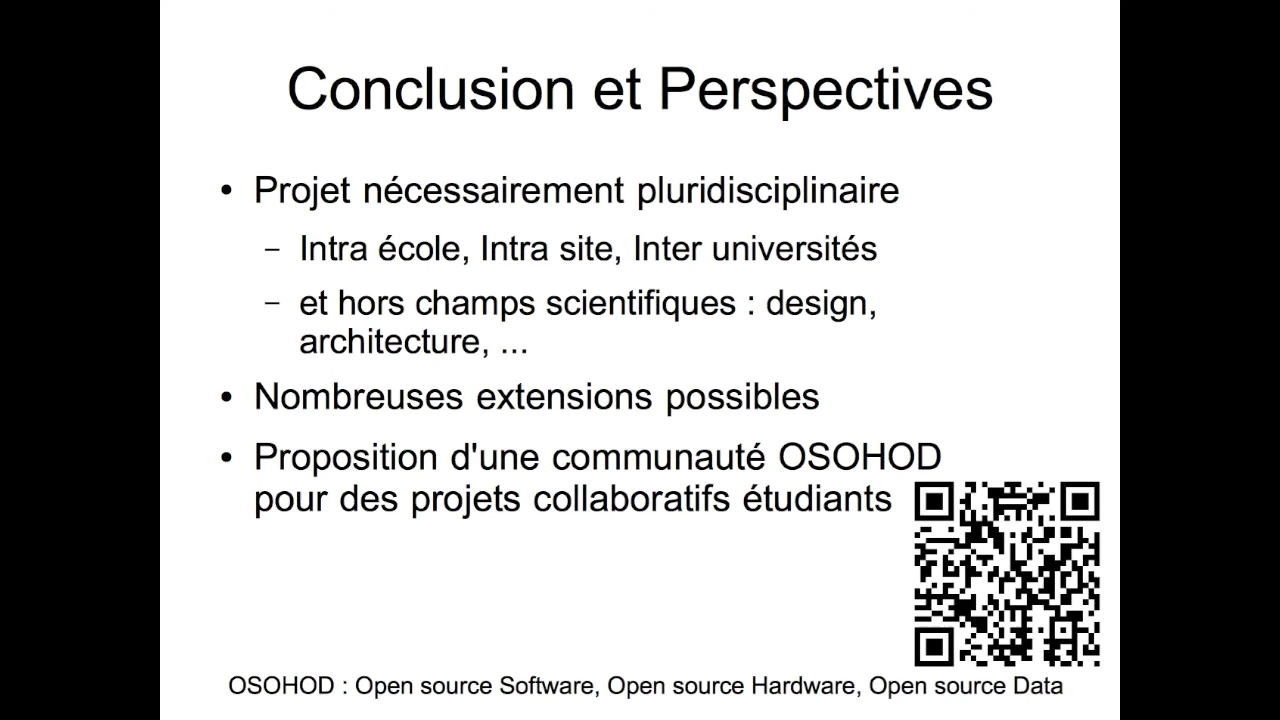 Conclusion et Perspectives
• Projet nécessairement pluridisciplinaire
– Intra école, Intra site, Inter universités
– et hors champs scientifiques : design,
architecture, ...
• Nombreuses extensions possibles
• Proposition d'une communauté OSOHOD
pour des projets collaboratifs étudiants
OSOHOD : Open source Software, Open source Hardware, Open source Data